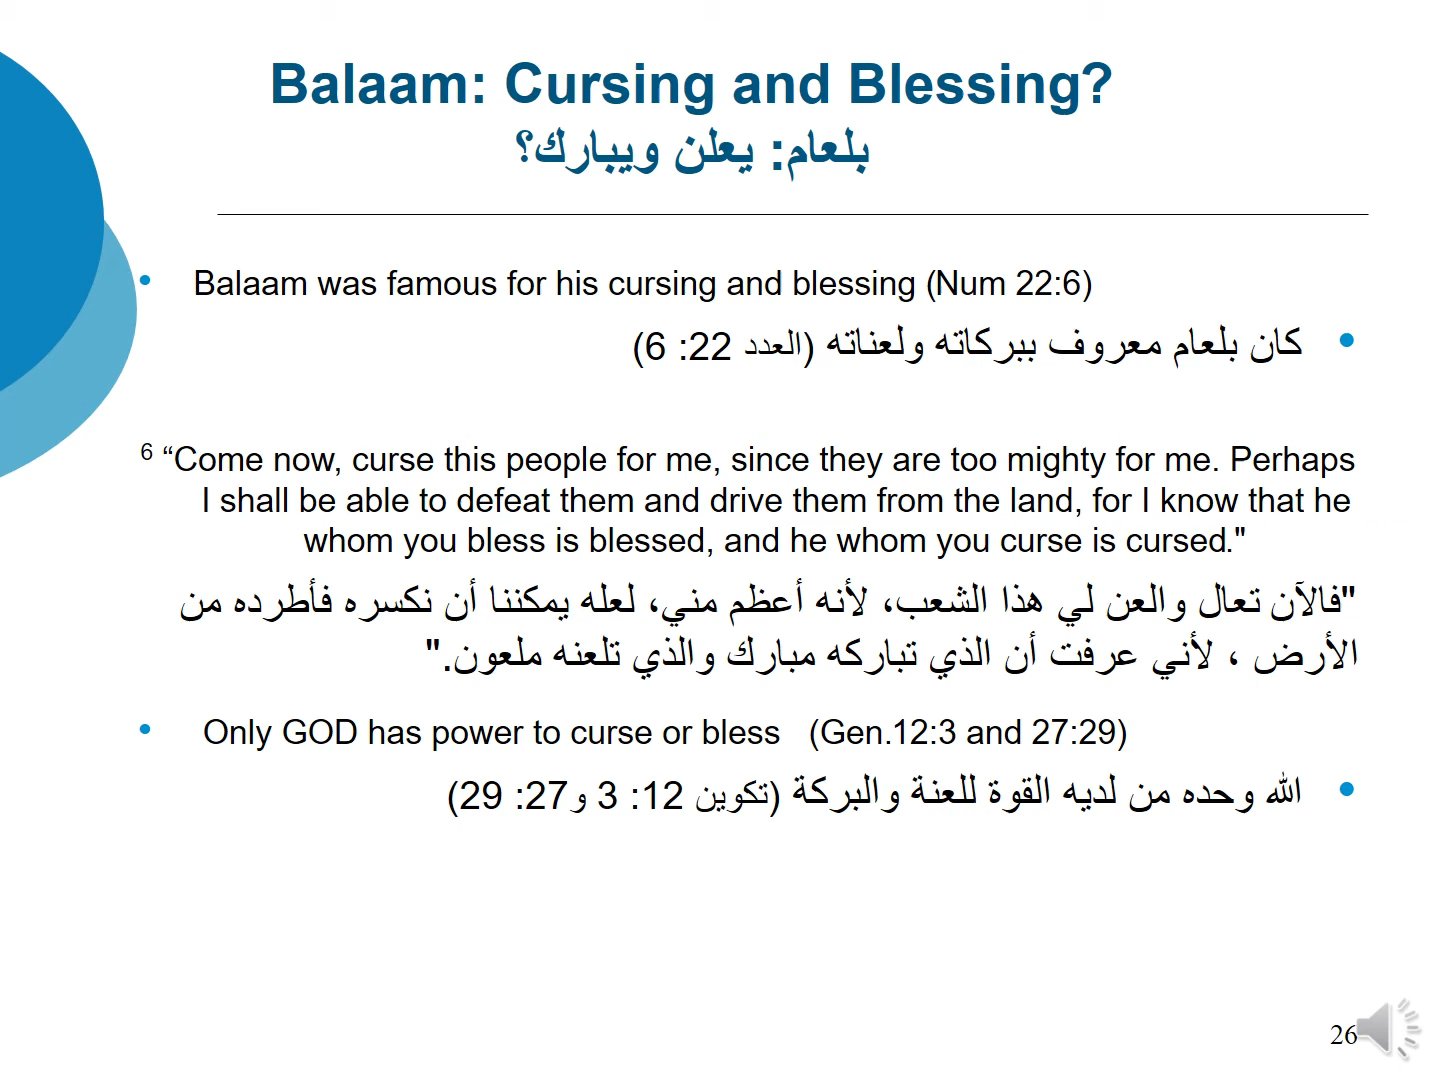 Balaam: Cursing and Blessing?
بلعام: يعلن ويبارك؟
• Balaam was famous for his cursing and blessing (Num 22:6)
• كان بلعام معروف ببركاته ولعناته (العدد 22: 6)
6 “Come now, curse this people for me, since they are too mighty for me. Perhaps
I shall be able to defeat them and drive them from the land, for I know that he
whom you bless is blessed, and he whom you curse is cursed."
"فالآن تعال والعن لي هذا الشعب، لأنه أعظم مني، لعله يمكننا أن نكسره فأطرده من
الأرض ، لأني عرفت أن الذي تباركه مبارك والذي تلعنه ملعون."
• Only GOD has power to curse or bless (Gen.12:3 and 27:29)
• الله وحده من لديه القوة للعنة والبركة (تكوين 12: 3 و27: 29)
26